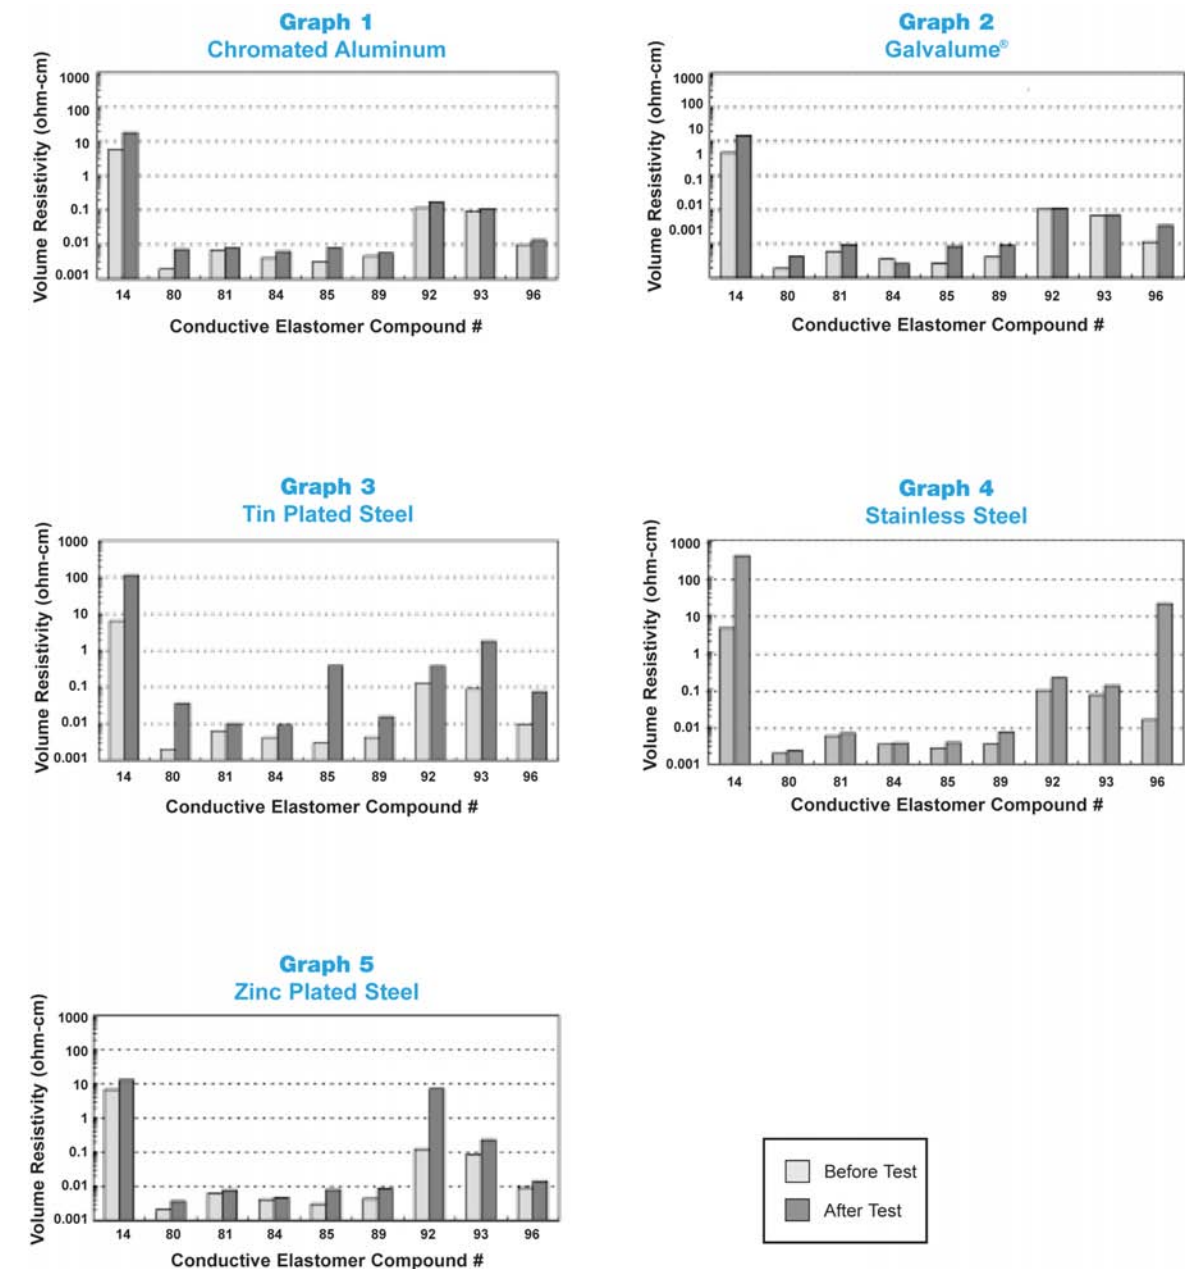 Graph 1
Chromated Aluminum
Volume Resistivity (ohm-cm)
1000
100
10
1
0.1
0.01
0.001
14 80 81 84 85 89 92 93 96
Conductive Elastomer Compound #
Graph 2
Galvalume®
Volume Resistivity (ohm-cm)
1000
100
10
1
0.1
0.01
0.001
14 80 81 84 85 89 92 93 96
Conductive Elastomer Compound #
Graph 3
Tin Plated Steel
Volume Resistivity (ohm-cm)
1000
100
10
1
0.1
0.01
0.001
14 80 81 84 85 89 92 93 96
Conductive Elastomer Compound #
Graph 4
Stainless Steel
Volume Resistivity (ohm-cm)
1000
100
10
1
0.1
0.01
0.001
14 80 81 84 85 89 92 93 96
Conductive Elastomer Compound #
Graph 5
Zinc Plated Steel
Volume Resistivity (ohm-cm)
1000
100
10
1
0.1
0.01
0.001
14 80 81 84 85 89 92 93 96
Conductive Elastomer Compound #
Before Test
After Test